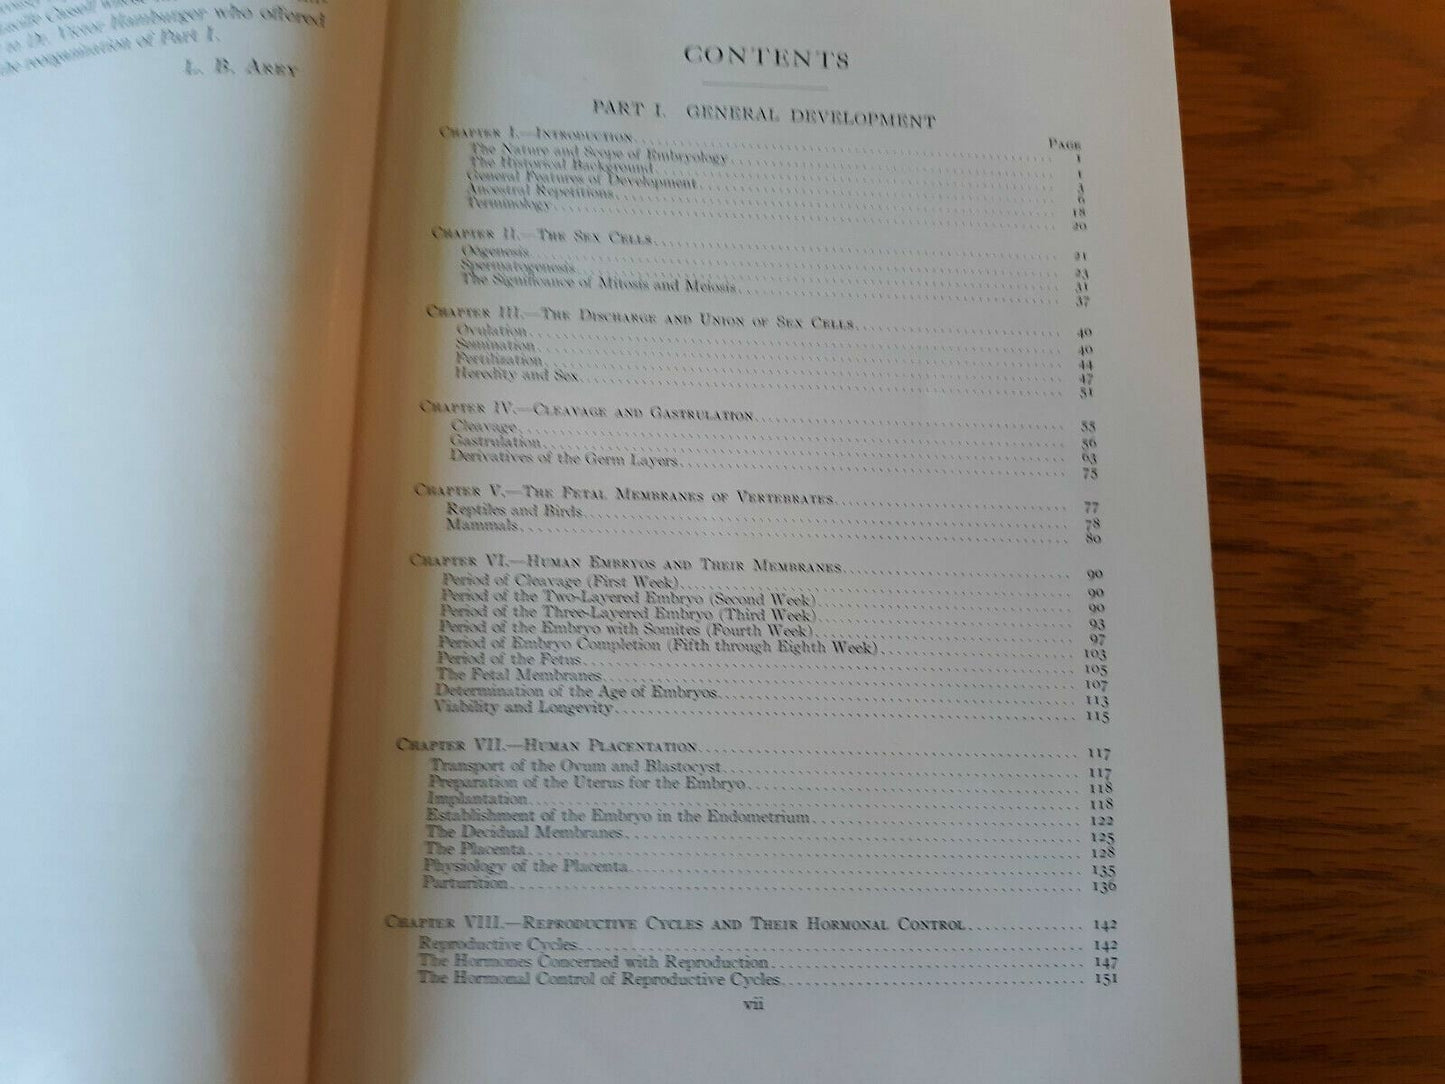 to Dr. Victor Hamburger who offered
the reorganization of Part I.
L. B. AREY
CONTENTS
PART I. GENERAL DEVELOPMENT
PAGE
CHAPTER I.—INTRODUCTION 1
The Nature and Scope of Embryology 1
The Historical Background 3
General Features of Development 6
Ancestral Repetitions 18
Terminology 20
CHAPTER II.—THE SEX CELLS 21
Oögenesis 23
Spermatogenesis 31
The Significance of Mitosis and Meiosis 37
CHAPTER III.—THE DISCHARGE AND UNION OF SEX CELLS 40
Ovulation 40
Semination 44
Fertilization 47
Heredity and Sex 51
CHAPTER IV.—CLEAVAGE AND GASTRULATION 55
Cleavage 56
Gastrulation 63
Derivatives of the Germ Layers 75
CHAPTER V.—THE FETAL MEMBRANES OF VERTEBRATES 77
Reptiles and Birds 78
Mammals 80
CHAPTER VI.—HUMAN EMBRYOS AND THEIR MEMBRANES 90
Period of Cleavage (First Week) 90
Period of the Two-Layered Embryo (Second Week) 90
Period of the Three-Layered Embryo (Third Week) 93
Period of the Embryo with Somites (Fourth Week) 97
Period of Embryo Completion (Fifth through Eighth Week) 103
Period of the Fetus 105
The Fetal Membranes 107
Determination of the Age of Embryos 113
Viability and Longevity 115
CHAPTER VII.—HUMAN PLACENTATION 117
Transport of the Ovum and Blastocyst 117
Preparation of the Uterus for the Embryo 118
Implantation 118
Establishment of the Embryo in the Endometrium 122
The Decidual Membranes 125
The Placenta 128
Physiology of the Placenta 135
Parturition 136
CHAPTER VIII.—REPRODUCTIVE CYCLES AND THEIR HORMONAL CONTROL 142
Reproductive Cycles 142
The Hormones Concerned with Reproduction 147
The Hormonal Control of Reproductive Cycles 151
vii